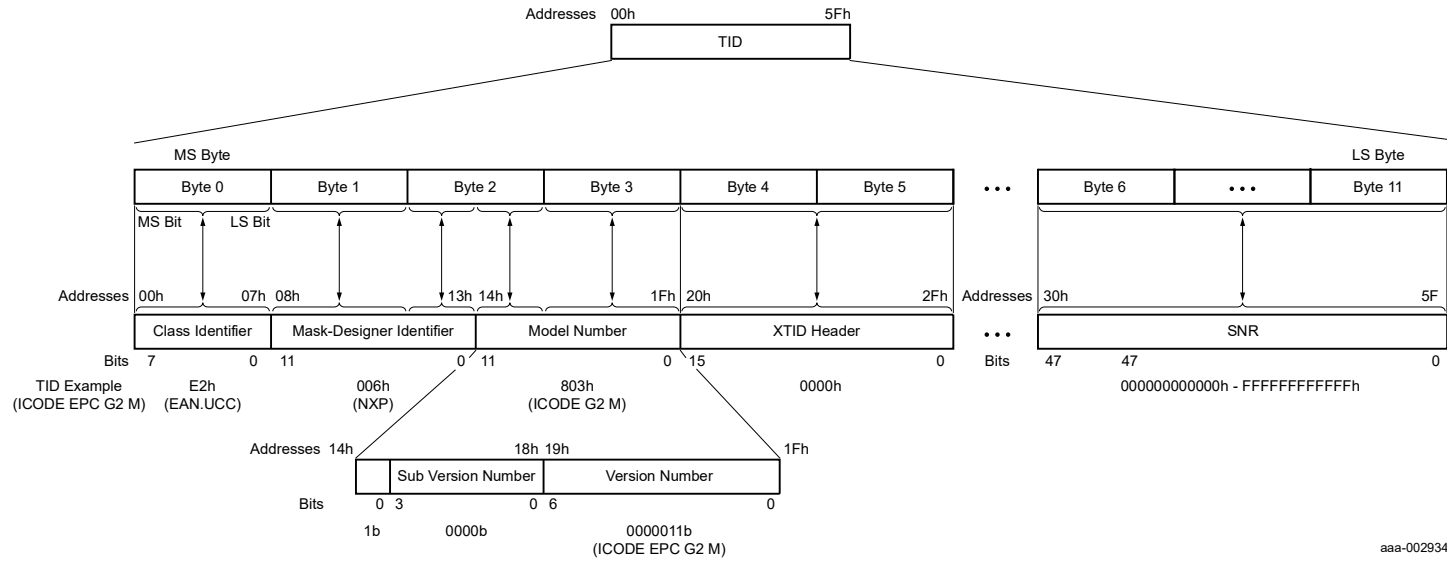 Addresses 00h 5Fh
TID
MS Byte LS Byte
Byte 0 Byte 1 Byte 2 Byte 3 Byte 4 Byte 5 • • • Byte 6 • • • Byte 11
MS Bit LS Bit
Addresses 00h 07h 08h 13h 14h 1Fh 20h 2Fh Addresses 30h 5F
Class Identifier Mask-Designer Identifier Model Number XTID Header • • • SNR
Bits 7 0 11 0 11 0 15 0 Bits 47 47 0
TID Example E2h 006h 803h 0000h 000000000000h - FFFFFFFFFFFFh
(ICODE EPC G2 M) (EAN.UCC) (NXP) (ICODE G2 M)
Addresses 14h 18h 19h 1Fh
Sub Version Number Version Number
Bits 0 3 0 6 0
1b 0000b 0000011b
(ICODE EPC G2 M)
aaa-002934